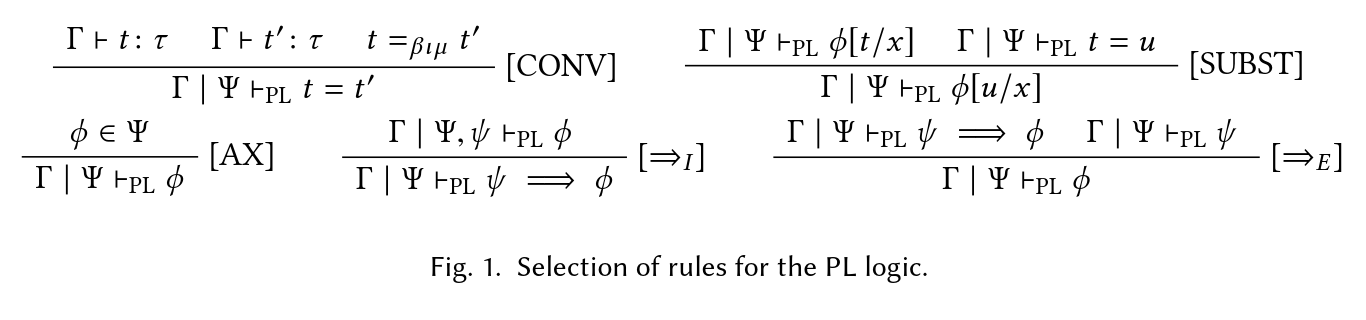 Γ ⊢ t : τ Γ ⊢ t′ : τ t =βιμ t′
Γ | Ψ ⊢PL t = t′ [CONV]
Γ | Ψ ⊢PL ϕ[t/x] Γ | Ψ ⊢PL t = u
Γ | Ψ ⊢PL ϕ[u/x] [SUBST]
ϕ ∈ Ψ
Γ | Ψ ⊢PL ϕ [AX]
Γ | Ψ, ψ ⊢PL ϕ
Γ | Ψ ⊢PL ψ ⟹ ϕ [⇒I]
Γ | Ψ ⊢PL ψ ⟹ ϕ Γ | Ψ ⊢PL ψ
Γ | Ψ ⊢PL ϕ [⇒E]
Fig. 1. Selection of rules for the PL logic.